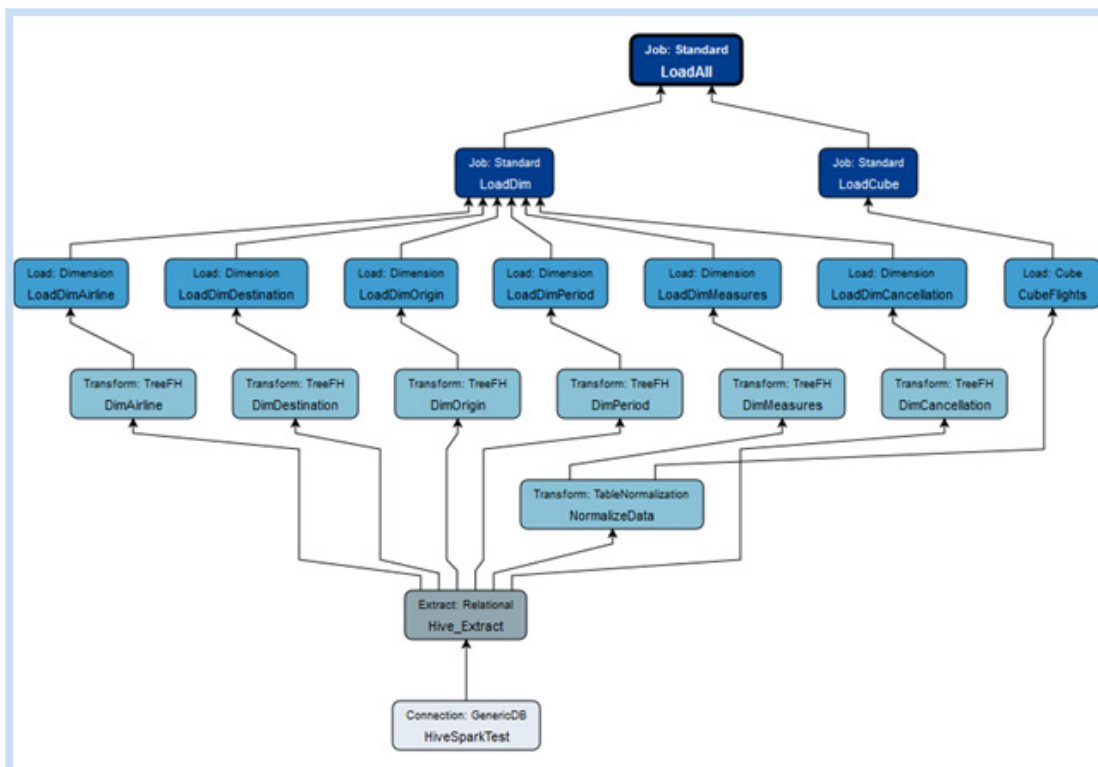 Job: Standard
LoadAll
Job: Standard
LoadDim
Job: Standard
LoadCube
Load: Dimension
LoadDimAirline
Load: Dimension
LoadDimDestination
Load: Dimension
LoadDimOrigin
Load: Dimension
LoadDimPeriod
Load: Dimension
LoadDimMeasures
Load: Dimension
LoadDimCancellation
Load: Cube
CubeFlights
Transform: TreeFH
DimAirline
Transform: TreeFH
DimDestination
Transform: TreeFH
DimOrigin
Transform: TreeFH
DimPeriod
Transform: TreeFH
DimMeasures
Transform: TreeFH
DimCancellation
Transform: TableNormalization
NormalizeData
Extract: Relational
Hive_Extract
Connection: GenericDB
HiveSparkTest